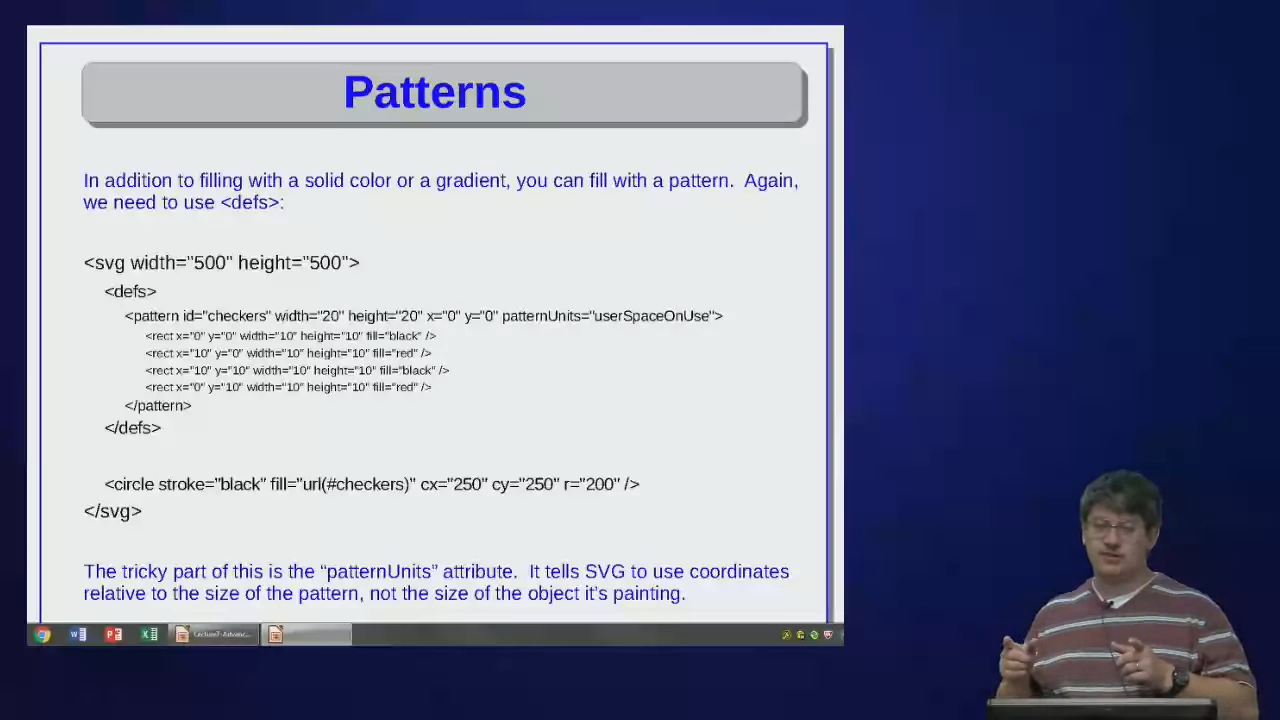 Patterns
In addition to filling with a solid color or a gradient, you can fill with a pattern.  Again,
we need to use <defs>:
<svg width="500" height="500">
<defs>
<pattern id="checkers" width="20" height="20" x="0" y="0" patternUnits="userSpaceOnUse">
<rect x="0" y="0" width="10" height="10" fill="black" />
<rect x="10" y="0" width="10" height="10" fill="red" />
<rect x="10" y="10" width="10" height="10" fill="black" />
<rect x="0" y="10" width="10" height="10" fill="red" />
</pattern>
</defs>
<circle stroke="black" fill="url(#checkers)" cx="250" cy="250" r="200" />
</svg>
The tricky part of this is the “patternUnits” attribute.  It tells SVG to use coordinates
relative to the size of the pattern, not the size of the object it’s painting.
Lecture7-Advanc...